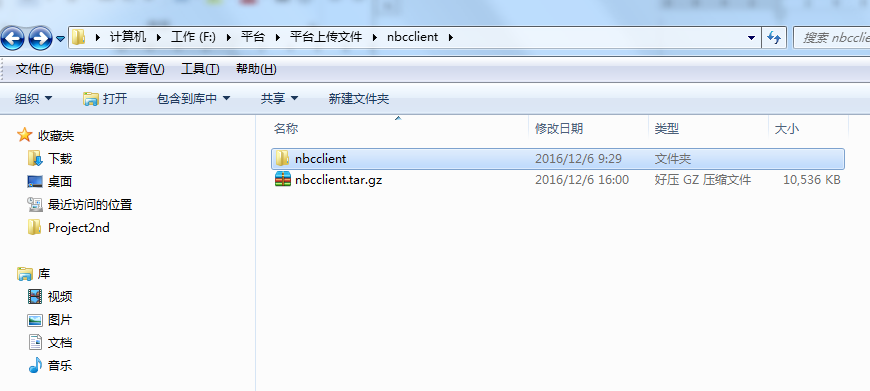 计算机 工作 (F:) 平台 平台上传文件 nbcclient 搜索 nbcclie
文件(F) 编辑(E) 查看(V) 工具(T) 帮助(H)
组织 打开 包含到库中 共享 新建文件夹
名称 修改日期 类型 大小
收藏夹
下载
桌面
最近访问的位置
Project2nd
库
视频
图片
文档
音乐
nbcclient 2016/12/6 9:29 文件夹
nbcclient.tar.gz 2016/12/6 16:00 好压 GZ 压缩文件 10,536 KB